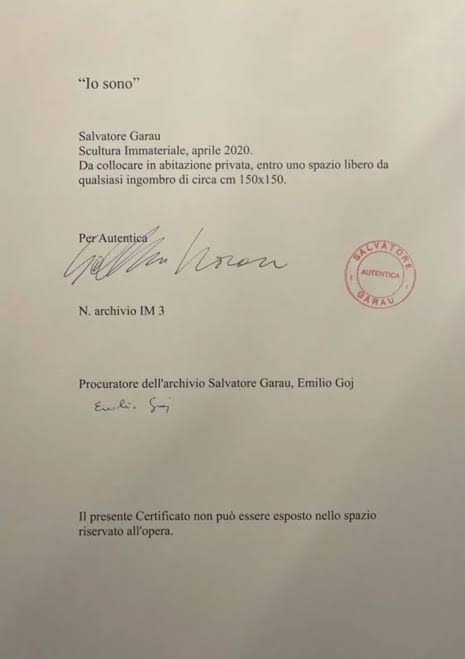 “Io sono”
Salvatore Garau
Scultura Immateriale, aprile 2020.
Da collocare in abitazione privata, entro uno spazio libero da
qualsiasi ingombro di circa cm 150x150.
Per Autentica
SALVATORE
AUTENTICA
GARAU
N. archivio IM 3
Procuratore dell'archivio Salvatore Garau, Emilio Goj
Emilio Goj
Il presente Certificato non può essere esposto nello spazio
riservato all'opera.